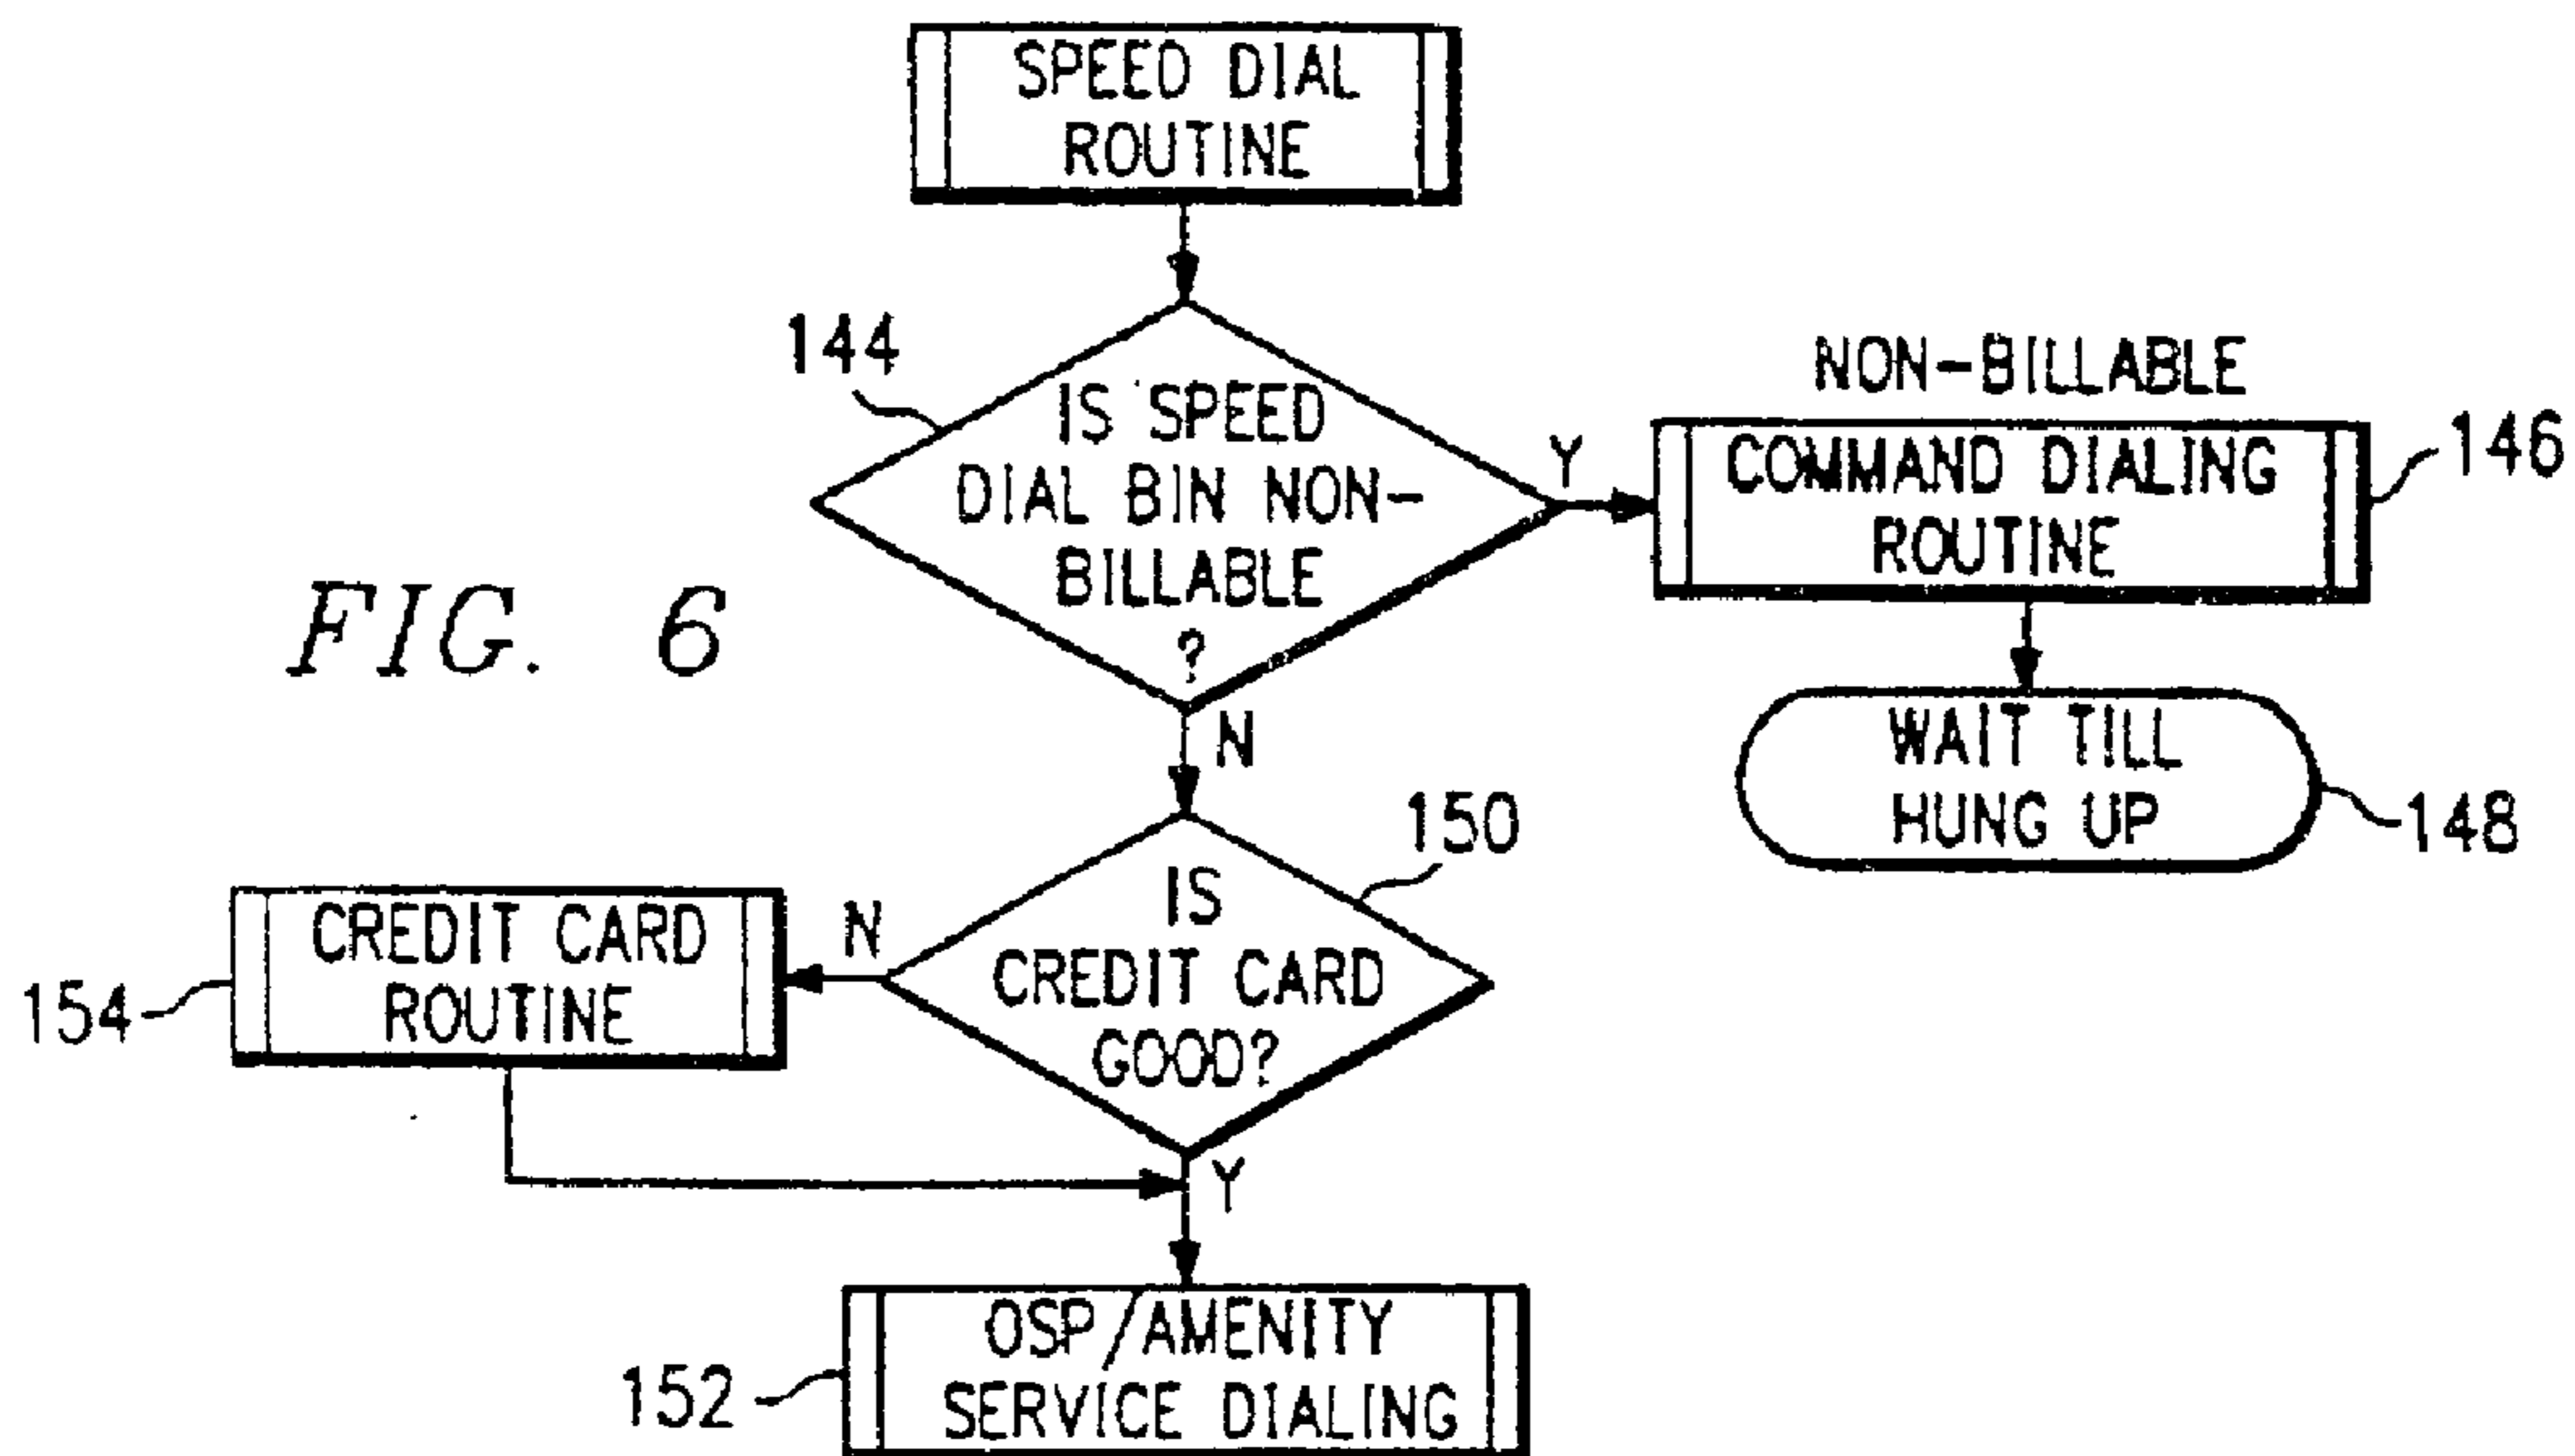 SPEED DIAL
ROUTINE
144
IS SPEED
DIAL BIN NON-
BILLABLE
?
Y
NON-BILLABLE
COMMAND DIALING
ROUTINE
146
FIG. 6
N
WAIT TILL
HUNG UP
148
150
IS
CREDIT CARD
GOOD?
N
CREDIT CARD
ROUTINE
154
Y
OSP/AMENITY
SERVICE DIALING
152